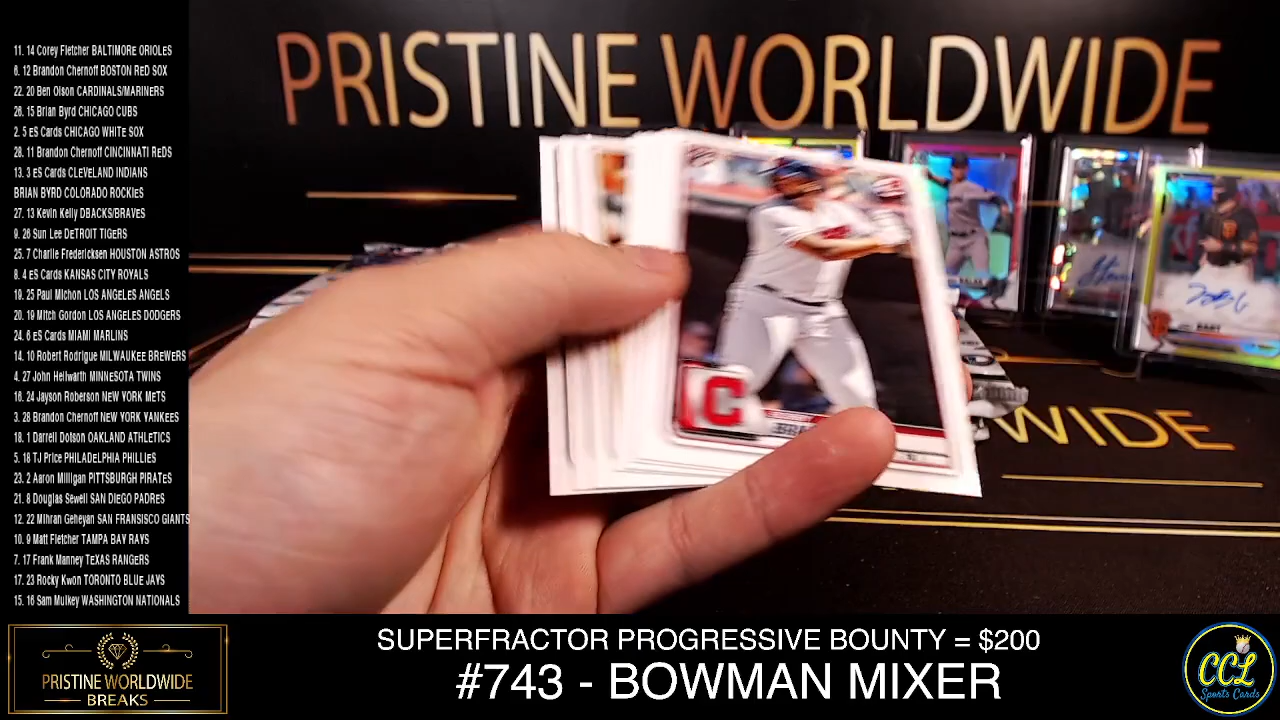 11. 14 Corey Fletcher BALTIMORE ORIOLES
6. 12 Brandon Chernoff BOSTON RED SOX
22. 20 Ben Olson CARDINALS/MARINERS
26. 15 Brian Byrd CHICAGO CUBS
2. 5 eS Cards CHICAGO WHITE SOX
28. 11 Brandon Chernoff CINCINNATI REDS
13. 3 eS Cards CLEVELAND INDIANS
BRIAN BYRD COLORADO ROCKIES
27. 13 Kevin Kelly DBACKS/BRAVES
9. 26 Sun Lee DETROIT TIGERS
25. 7 Charlie Fredericksen HOUSTON ASTROS
8. 4 eS Cards KANSAS CITY ROYALS
19. 25 Paul Michon LOS ANGELES ANGELS
20. 19 Mitch Gordon LOS ANGELES DODGERS
24. 6 eS Cards MIAMI MARLINS
14. 10 Robert Rodrigue MILWAUKEE BREWERS
4. 27 John Hellwarth MINNESOTA TWINS
16. 24 Jayson Roberson NEW YORK METS
3. 28 Brandon Chernoff NEW YORK YANKEES
18. 1 Darrell Dotson OAKLAND ATHLETICS
5. 18 TJ Price PHILADELPHIA PHILLIES
23. 2 Aaron Milligan PITTSBURGH PIRATES
21. 8 Douglas Sewell SAN DIEGO PADRES
12. 22 Mihran Geheyan SAN FRANSISCO GIANTS
10. 9 Matt Fletcher TAMPA BAY RAYS
7. 17 Frank Manney TEXAS RANGERS
17. 23 Rocky Kwon TORONTO BLUE JAYS
15. 16 Sam Mulkey WASHINGTON NATIONALS
PRISTINE WORLDWIDE
C
WIDE
BART
PRISTINE WORLDWIDE
BREAKS
SUPERFRACTOR PROGRESSIVE BOUNTY = $200
#743 - BOWMAN MIXER
CCL
Sports Cards